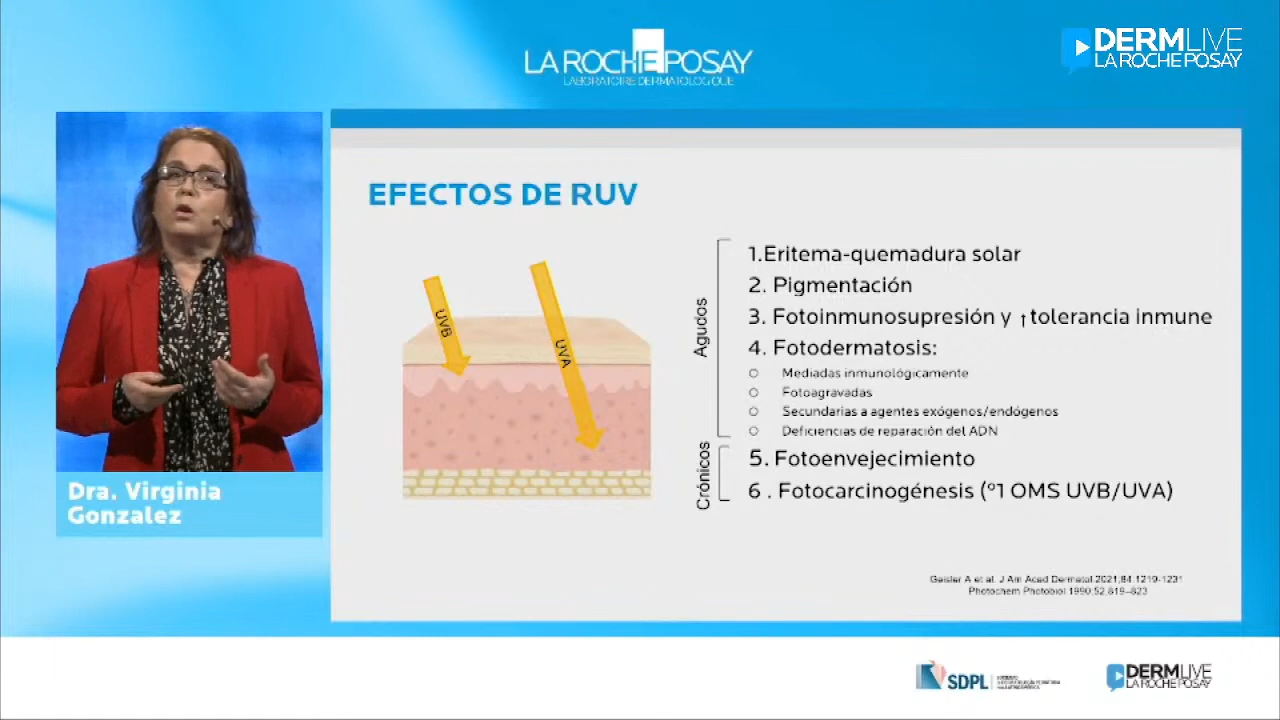 LA ROCHE POSAY
LABORATOIRE DERMATOLOGIQUE
DERMLIVE
LA ROCHE POSAY
EFECTOS DE RUV
UVB
UVA
Agudos
1.Eritema-quemadura solar
2. Pigmentación
3. Fotoinmunosupresión y ↑tolerancia inmune
4. Fotodermatosis:
○ Mediadas inmunológicamente
○ Fotoagravadas
○ Secundarias a agentes exógenos/endógenos
○ Deficiencias de reparación del ADN
Crónicos
5. Fotoenvejecimiento
6 . Fotocarcinogénesis (º1 OMS UVB/UVA)
Geisler A et al. J Am Acad Dermatol.2021;84:1219-1231
Photochem Photobiol 1990;52:819–823
Dra. Virginia
Gonzalez
SDPL
DERMLIVE
LA ROCHE POSAY